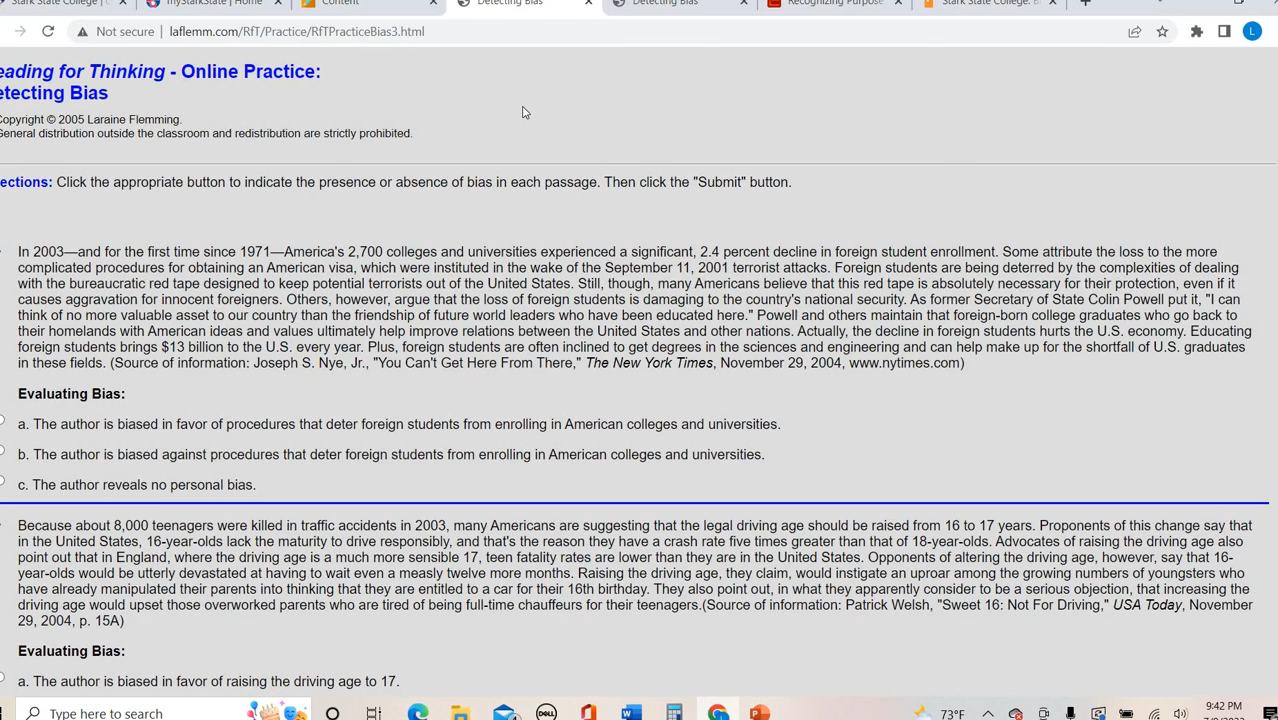 Stark State College | C
myStarkState | Home
Content
Detecting Bias
Detecting Bias
Recognizing Purpose
Stark State College: B
Not secure | laflemm.com/RfT/Practice/RfTPracticeBias3.html
L
eading for Thinking - Online Practice:
etecting Bias
Copyright © 2005 Laraine Flemming.
General distribution outside the classroom and redistribution are strictly prohibited.
ections: Click the appropriate button to indicate the presence or absence of bias in each passage. Then click the "Submit" button.
In 2003—and for the first time since 1971—America's 2,700 colleges and universities experienced a significant, 2.4 percent decline in foreign student enrollment. Some attribute the loss to the more
complicated procedures for obtaining an American visa, which were instituted in the wake of the September 11, 2001 terrorist attacks. Foreign students are being deterred by the complexities of dealing
with the bureaucratic red tape designed to keep potential terrorists out of the United States. Still, though, many Americans believe that this red tape is absolutely necessary for their protection, even if it
causes aggravation for innocent foreigners. Others, however, argue that the loss of foreign students is damaging to the country's national security. As former Secretary of State Colin Powell put it, "I can
think of no more valuable asset to our country than the friendship of future world leaders who have been educated here." Powell and others maintain that foreign-born college graduates who go back to
their homelands with American ideas and values ultimately help improve relations between the United States and other nations. Actually, the decline in foreign students hurts the U.S. economy. Educating
foreign students brings $13 billion to the U.S. every year. Plus, foreign students are often inclined to get degrees in the sciences and engineering and can help make up for the shortfall of U.S. graduates
in these fields. (Source of information: Joseph S. Nye, Jr., "You Can't Get Here From There," The New York Times, November 29, 2004, www.nytimes.com)
Evaluating Bias:
a. The author is biased in favor of procedures that deter foreign students from enrolling in American colleges and universities.
b. The author is biased against procedures that deter foreign students from enrolling in American colleges and universities.
c. The author reveals no personal bias.
Because about 8,000 teenagers were killed in traffic accidents in 2003, many Americans are suggesting that the legal driving age should be raised from 16 to 17 years. Proponents of this change say that
in the United States, 16-year-olds lack the maturity to drive responsibly, and that's the reason they have a crash rate five times greater than that of 18-year-olds. Advocates of raising the driving age also
point out that in England, where the driving age is a much more sensible 17, teen fatality rates are lower than they are in the United States. Opponents of altering the driving age, however, say that 16-
year-olds would be utterly devastated at having to wait even a measly twelve more months. Raising the driving age, they claim, would instigate an uproar among the growing numbers of youngsters who
have already manipulated their parents into thinking that they are entitled to a car for their 16th birthday. They also point out, in what they apparently consider to be a serious objection, that increasing the
driving age would upset those overworked parents who are tired of being full-time chauffeurs for their teenagers.(Source of information: Patrick Welsh, "Sweet 16: Not For Driving," USA Today, November
29, 2004, p. 15A)
Evaluating Bias:
a. The author is biased in favor of raising the driving age to 17.
Type here to search
DELL
73°F
9:42 PM